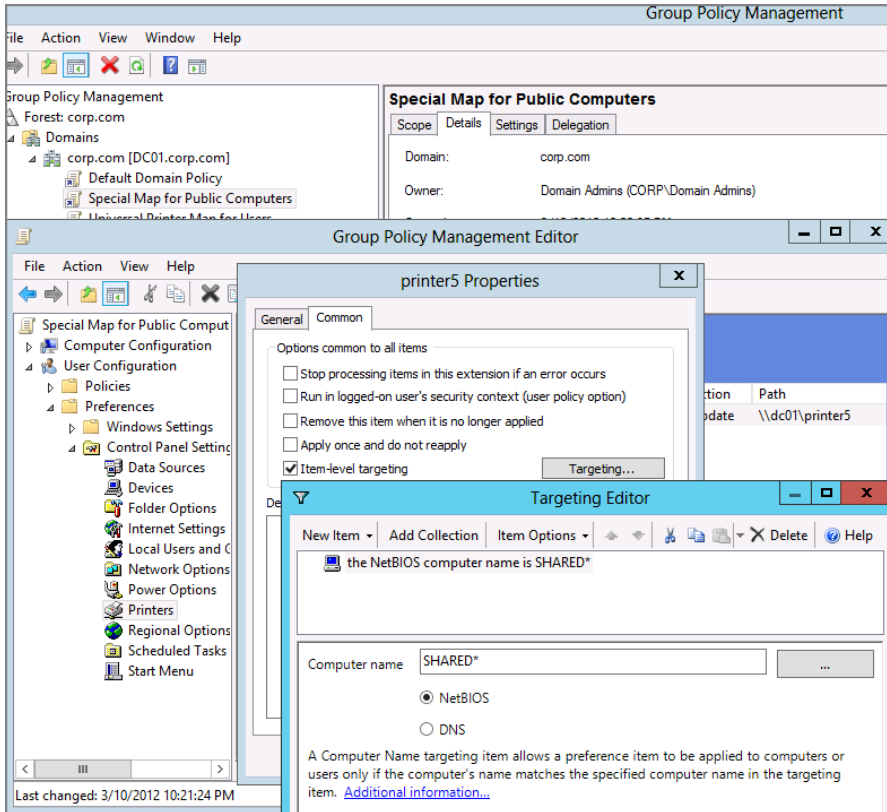 Group Policy Management
File Action View Window Help
Group Policy Management
Forest: corp.com
Domains
corp.com [DC01.corp.com]
Default Domain Policy
Special Map for Public Computers
Universal Printer Map for Users
Special Map for Public Computers
Scope Details Settings Delegation
Domain: corp.com
Owner: Domain Admins (CORP\Domain Admins)
Group Policy Management Editor
File Action View Help
Special Map for Public Comput
Computer Configuration
User Configuration
Policies
Preferences
Windows Settings
Control Panel Setting
Data Sources
Devices
Folder Options
Internet Settings
Local Users and G
Network Options
Power Options
Printers
Regional Options
Scheduled Tasks
Start Menu
Last changed: 3/10/2012 10:21:24 PM
ction Path
pdate \\dc01\printer5
printer5 Properties
General Common
Options common to all items
Stop processing items in this extension if an error occurs
Run in logged-on user's security context (user policy option)
Remove this item when it is no longer applied
Apply once and do not reapply
Item-level targeting Targeting...
De
Targeting Editor
New Item Add Collection Item Options Delete Help
the NetBIOS computer name is SHARED*
Computer name SHARED* ...
NetBIOS
DNS
A Computer Name targeting item allows a preference item to be applied to computers or
users only if the computer's name matches the specified computer name in the targeting
item. Additional information...